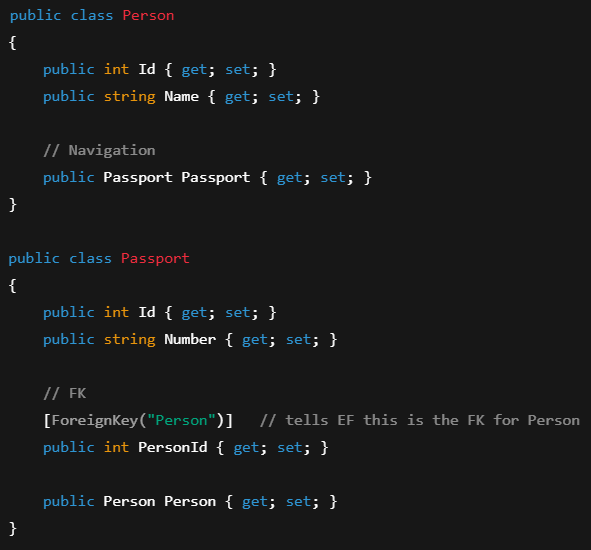 public class Person
{
    public int Id { get; set; }
    public string Name { get; set; }

    // Navigation
    public Passport Passport { get; set; }
}

public class Passport
{
    public int Id { get; set; }
    public string Number { get; set; }

    // FK
    [ForeignKey("Person")]   // tells EF this is the FK for Person
    public int PersonId { get; set; }

    public Person Person { get; set; }
}